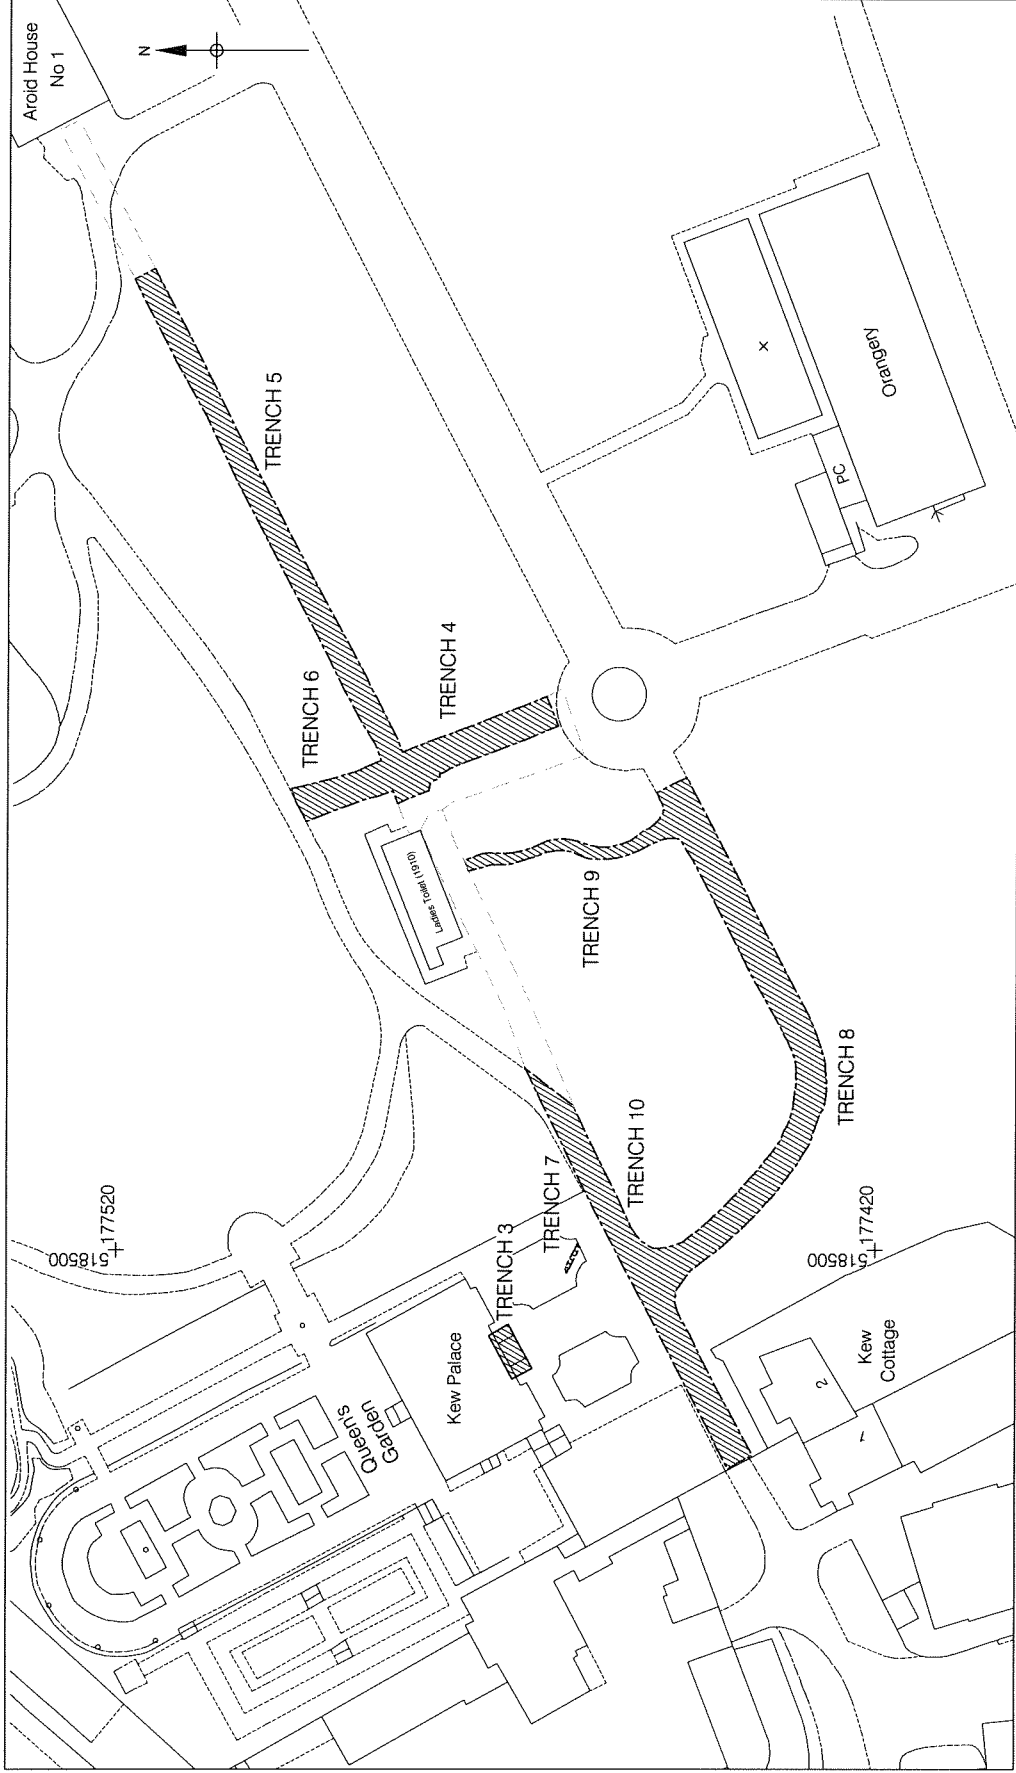 Aroid House
No 1
N
TRENCH 5
TRENCH 6
TRENCH 4
x
Orangery
PC
Ladies Toilet (1910)
TRENCH 9
TRENCH 8
TRENCH 10
TRENCH 7
TRENCH 3
177520
518500
177420
518500
Kew Palace
Queen's
Garden
Kew
Cottage
2
1